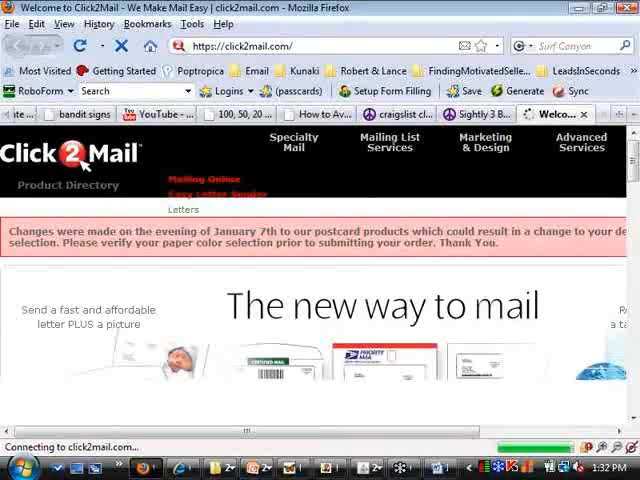 Welcome to Click2Mail - We Make Mail Easy | click2mail.com - Mozilla Firefox
File Edit View History Bookmarks Tools Help
https://click2mail.com/ Surf Canyon
Most Visited Getting Started Poptropica Email Kunaki Robert & Lance FindingMotivatedSelle... LeadsInSeconds
RoboForm Search Logins (passcards) Setup Form Filling Save Generate Sync
bandit signs YouTube - ... 100, 50, 20 ... How to Av... craigslist cl... Sightly 3 B... Welco...
Click2Mail
Specialty Mail
Mailing List Services
Marketing & Design
Advanced Services
Product Directory
Mailing Online
Easy Letter Sender
Letters
Changes were made on the evening of January 7th to our postcard products which could result in a change to your de
selection. Please verify your paper color selection prior to submitting your order. Thank You.
Send a fast and affordable
letter PLUS a picture
The new way to mail
CERTIFIED MAIL
PRIORITY
MAIL
Connecting to click2mail.com...
1:32 PM